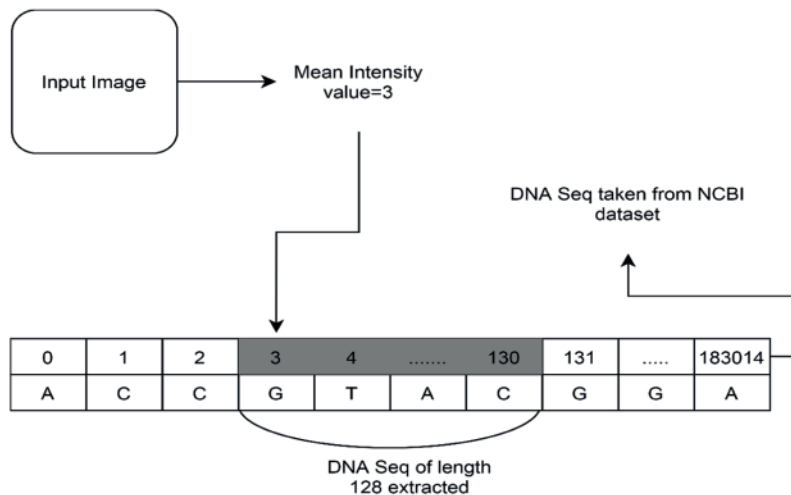 Input Image
Mean Intensity
value=3
DNA Seq taken from NCBI
dataset
0 1 2 3 4 ....... 130 131 ..... 183014
A C C G T A C G G A
DNA Seq of length
128 extracted